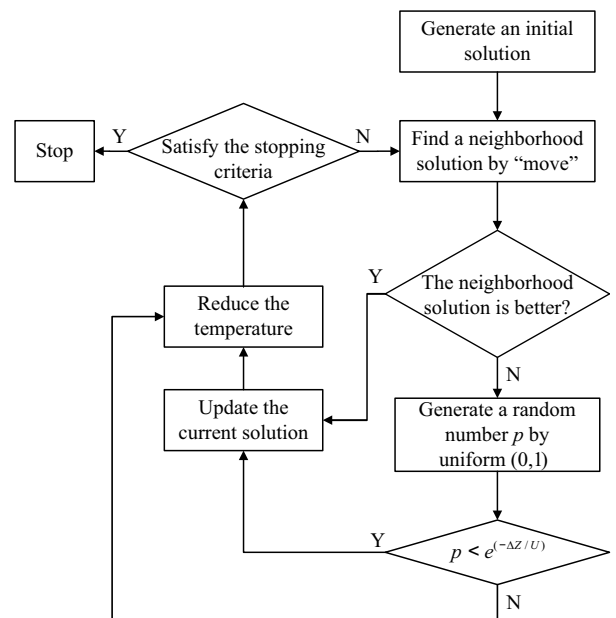 Generate an initial
solution
Y
N
Stop
Satisfy the stopping
criteria
Find a neighborhood
solution by “move”
Y
The neighborhood
solution is better?
Reduce the
temperature
N
Update the
current solution
Generate a random
number p by
uniform (0,1)
Y
p < e^(−ΔZ/U)
N